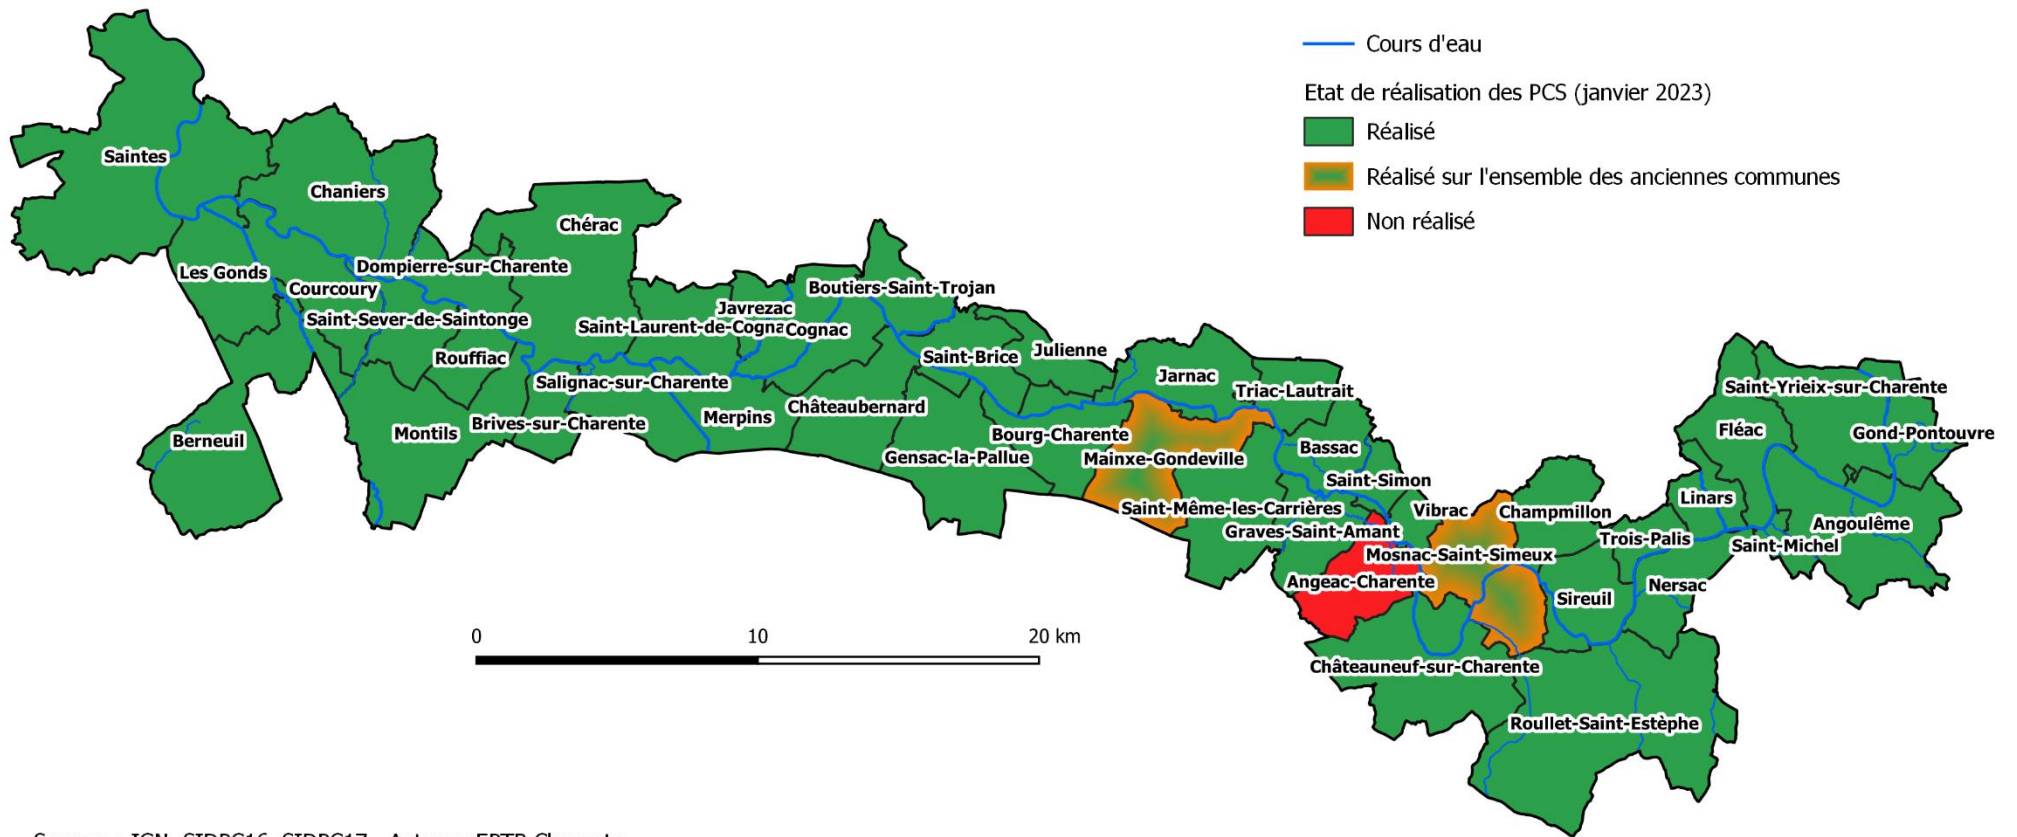 Cours d'eau
Etat de réalisation des PCS (janvier 2023)
Réalisé
Réalisé sur l'ensemble des anciennes communes
Non réalisé
Saintes
Chaniers
Chérac
Les Gonds
Dompierre-sur-Charente
Courcoury
Boutiers-Saint-Trojan
Javrezac
Saint-Sever-de-Saintonge
Saint-Laurent-de-Cogna
Cognac
Rouffiac
Saint-Brice
Julienne
Jarnac
Salignac-sur-Charente
Triac-Lautrait
Saint-Yrieix-sur-Charente
Châteaubernard
Merpins
Brives-sur-Charente
Montils
Berneuil
Bourg-Charente
Fléac
Gond-Pontouvre
Bassac
Gensac-la-Pallue
Mainxe-Gondeville
Saint-Simon
Linars
Saint-Même-les-Carrières
Vibrac
Champmillon
Graves-Saint-Amant
Angoulême
Trois-Palis
Saint-Michel
Mosnac-Saint-Simeux
Angeac-Charente
Nersac
Sireuil
0 10 20 km
Châteauneuf-sur-Charente
Roullet-Saint-Estèphe